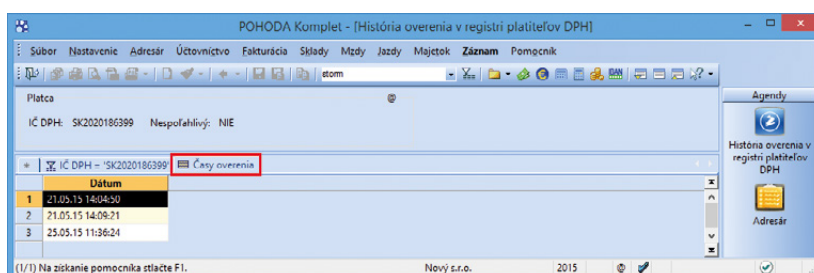 POHODA Komplet - [História overenia v registri platiteľov DPH]
Súbor Nastavenie Adresár Účtovníctvo Fakturácia Sklady Mzdy Jazdy Majetok Záznam Pomocník
storm
Platca @
IČ DPH: SK2020186399 Nespoľahlivý: NIE
* IČ DPH = 'SK2020186399' Časy overenia
Dátum
1 21.05.15 14:04:50
2 21.05.15 14:09:21
3 25.05.15 11:36:24
(1/1) Na získanie pomocníka stlačte F1. Nový s.r.o. 2015 @
Agendy
História overenia v
registri platiteľov
DPH
Adresár